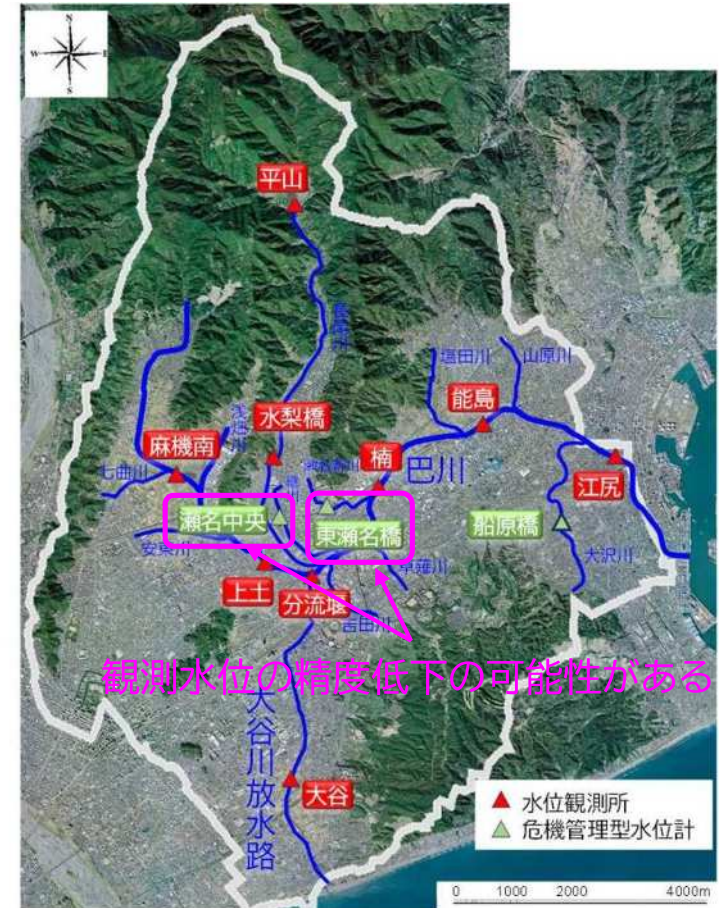 N
W
S
平山
長尾川
塩田川
山原川
能島
水梨橋
浅畑川
麻機南
楠
巴川
七曲川
江尻
瀬名中央
東瀬名橋
船原橋
大沢川
安東川
草薙川
上土
分流堰
吉田川
観測水位の精度低下の可能性がある
大谷川放水路
大谷
水位観測所
危機管理型水位計
0 1000 2000 4000m